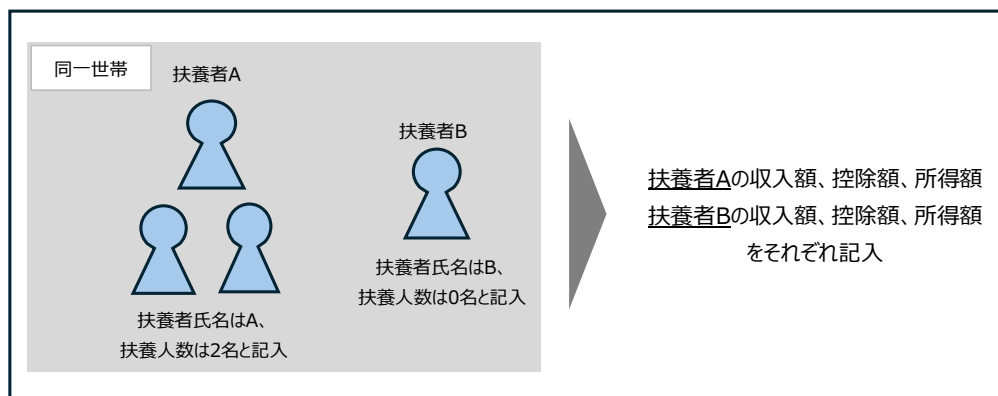 同一世帯
扶養者A
扶養者B
扶養者氏名はB、
扶養人数は0名と記入
扶養者氏名はA、
扶養人数は2名と記入
扶養者Aの収入額、控除額、所得額
扶養者Bの収入額、控除額、所得額
をそれぞれ記入